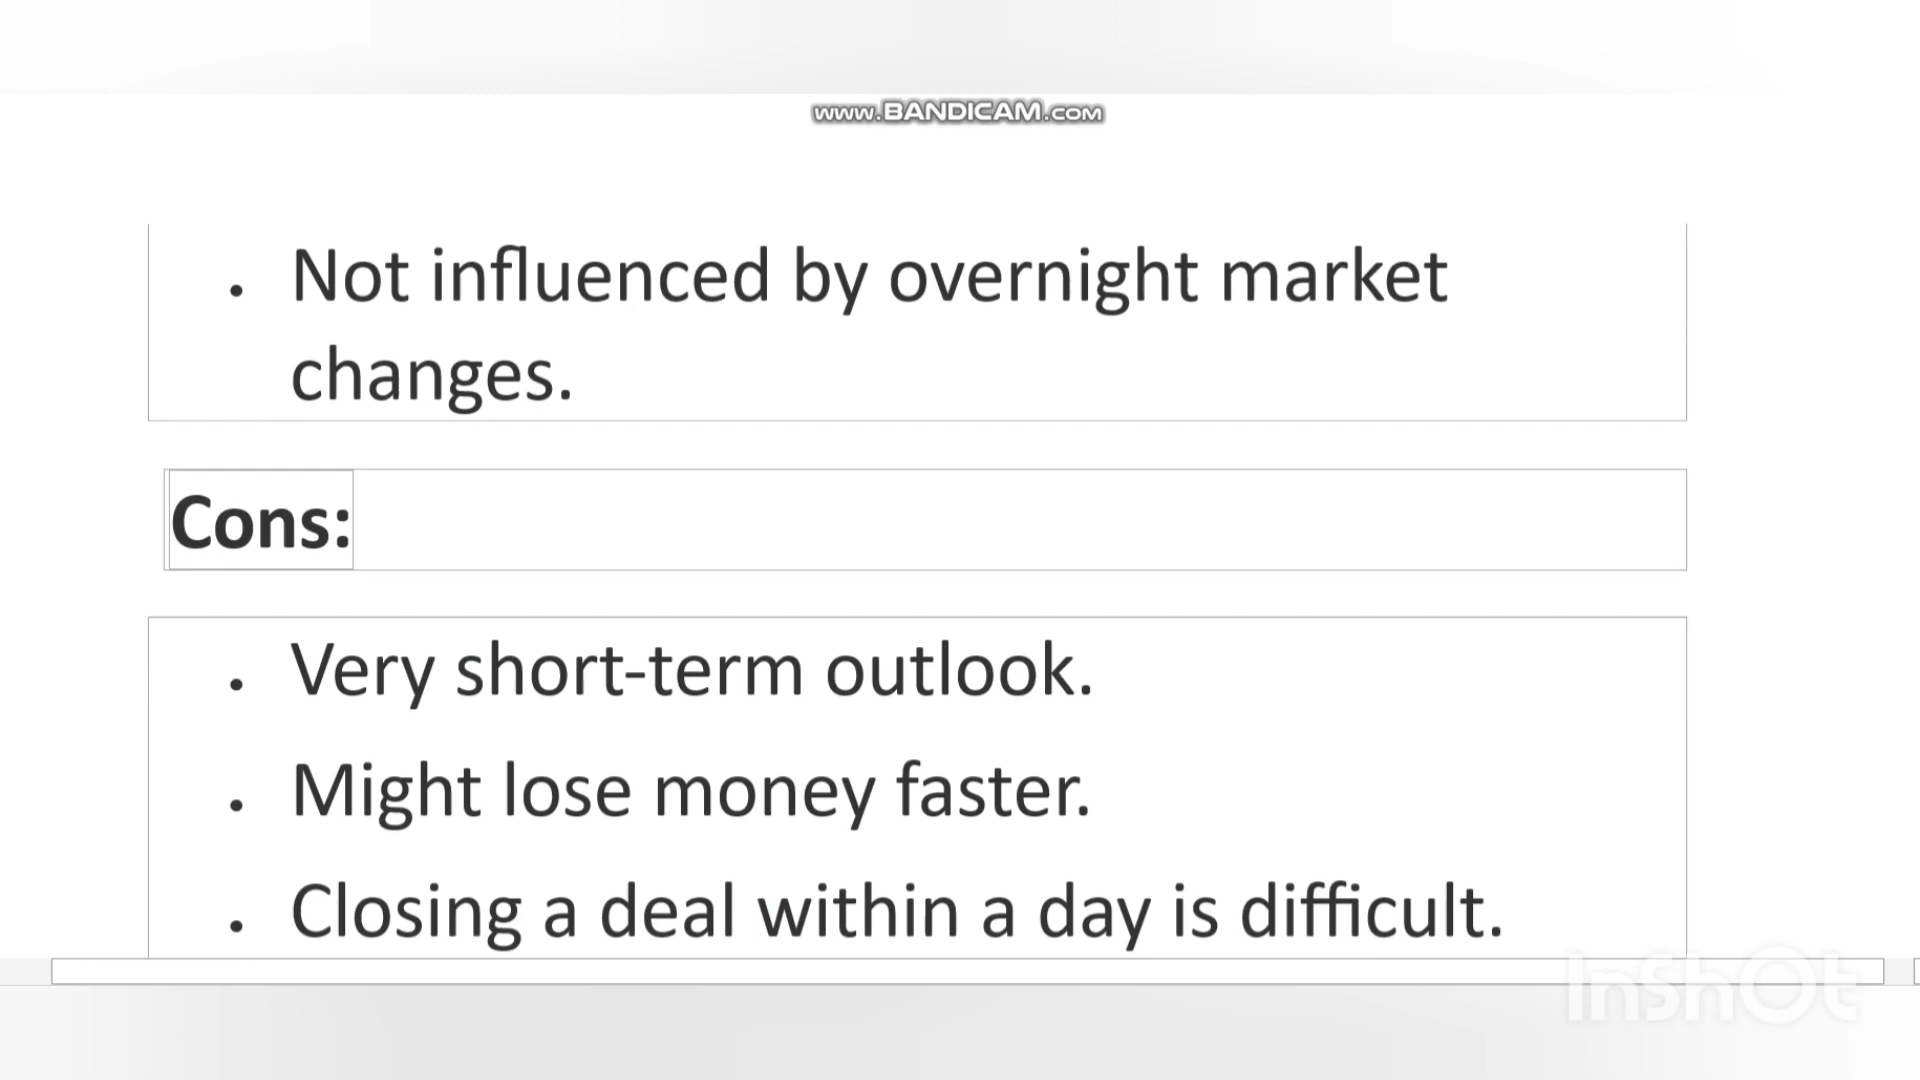 www.BANDICAM.COM
• Not influenced by overnight market
changes.
Cons:
• Very short-term outlook.
• Might lose money faster.
• Closing a deal within a day is difficult.
InShOt